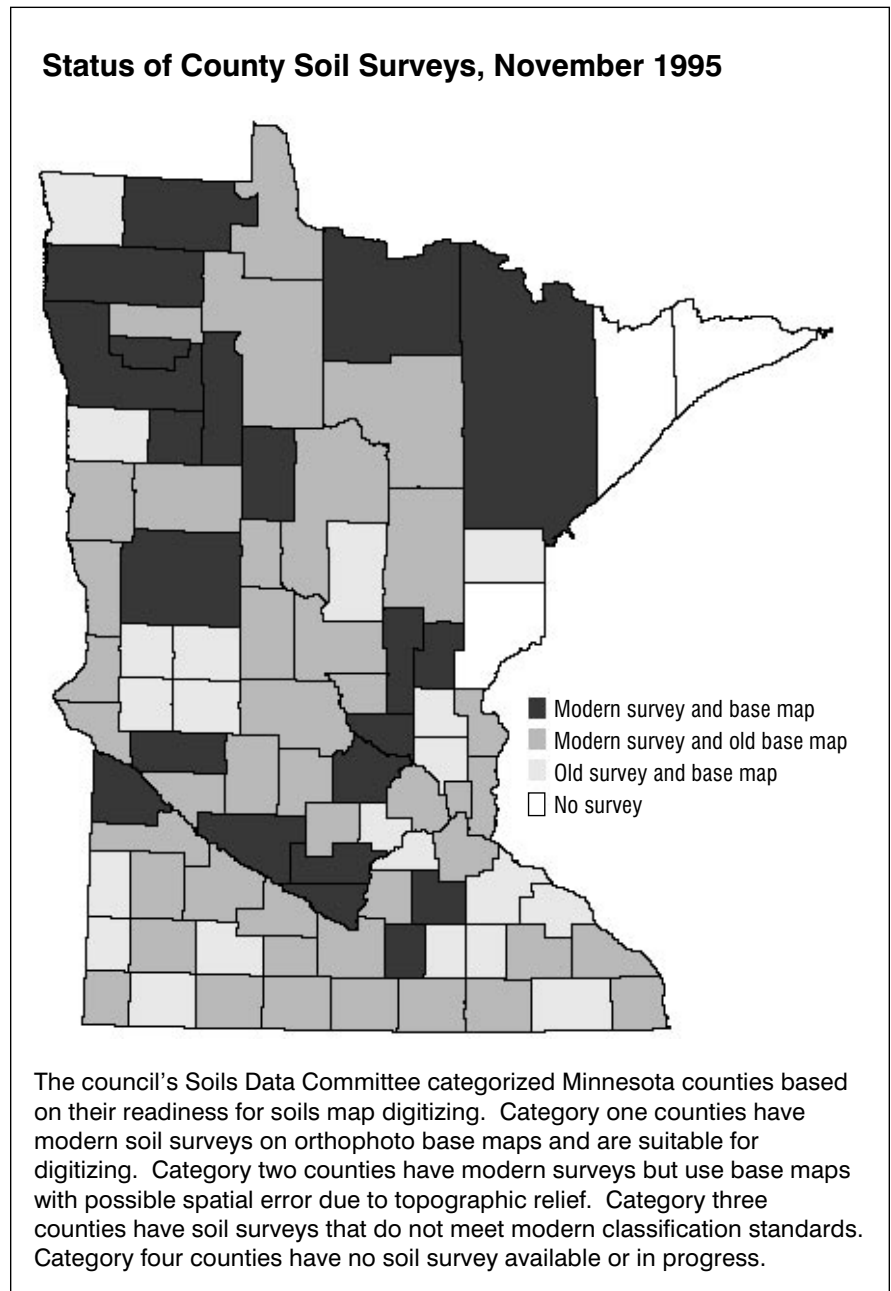 Status of County Soil Surveys, November 1995
Modern survey and base map
Modern survey and old base map
Old survey and base map
No survey
The council's Soils Data Committee categorized Minnesota counties based
on their readiness for soils map digitizing.  Category one counties have
modern soil surveys on orthophoto base maps and are suitable for
digitizing.  Category two counties have modern surveys but use base maps
with possible spatial error due to topographic relief.  Category three
counties have soil surveys that do not meet modern classification standards.
Category four counties have no soil survey available or in progress.